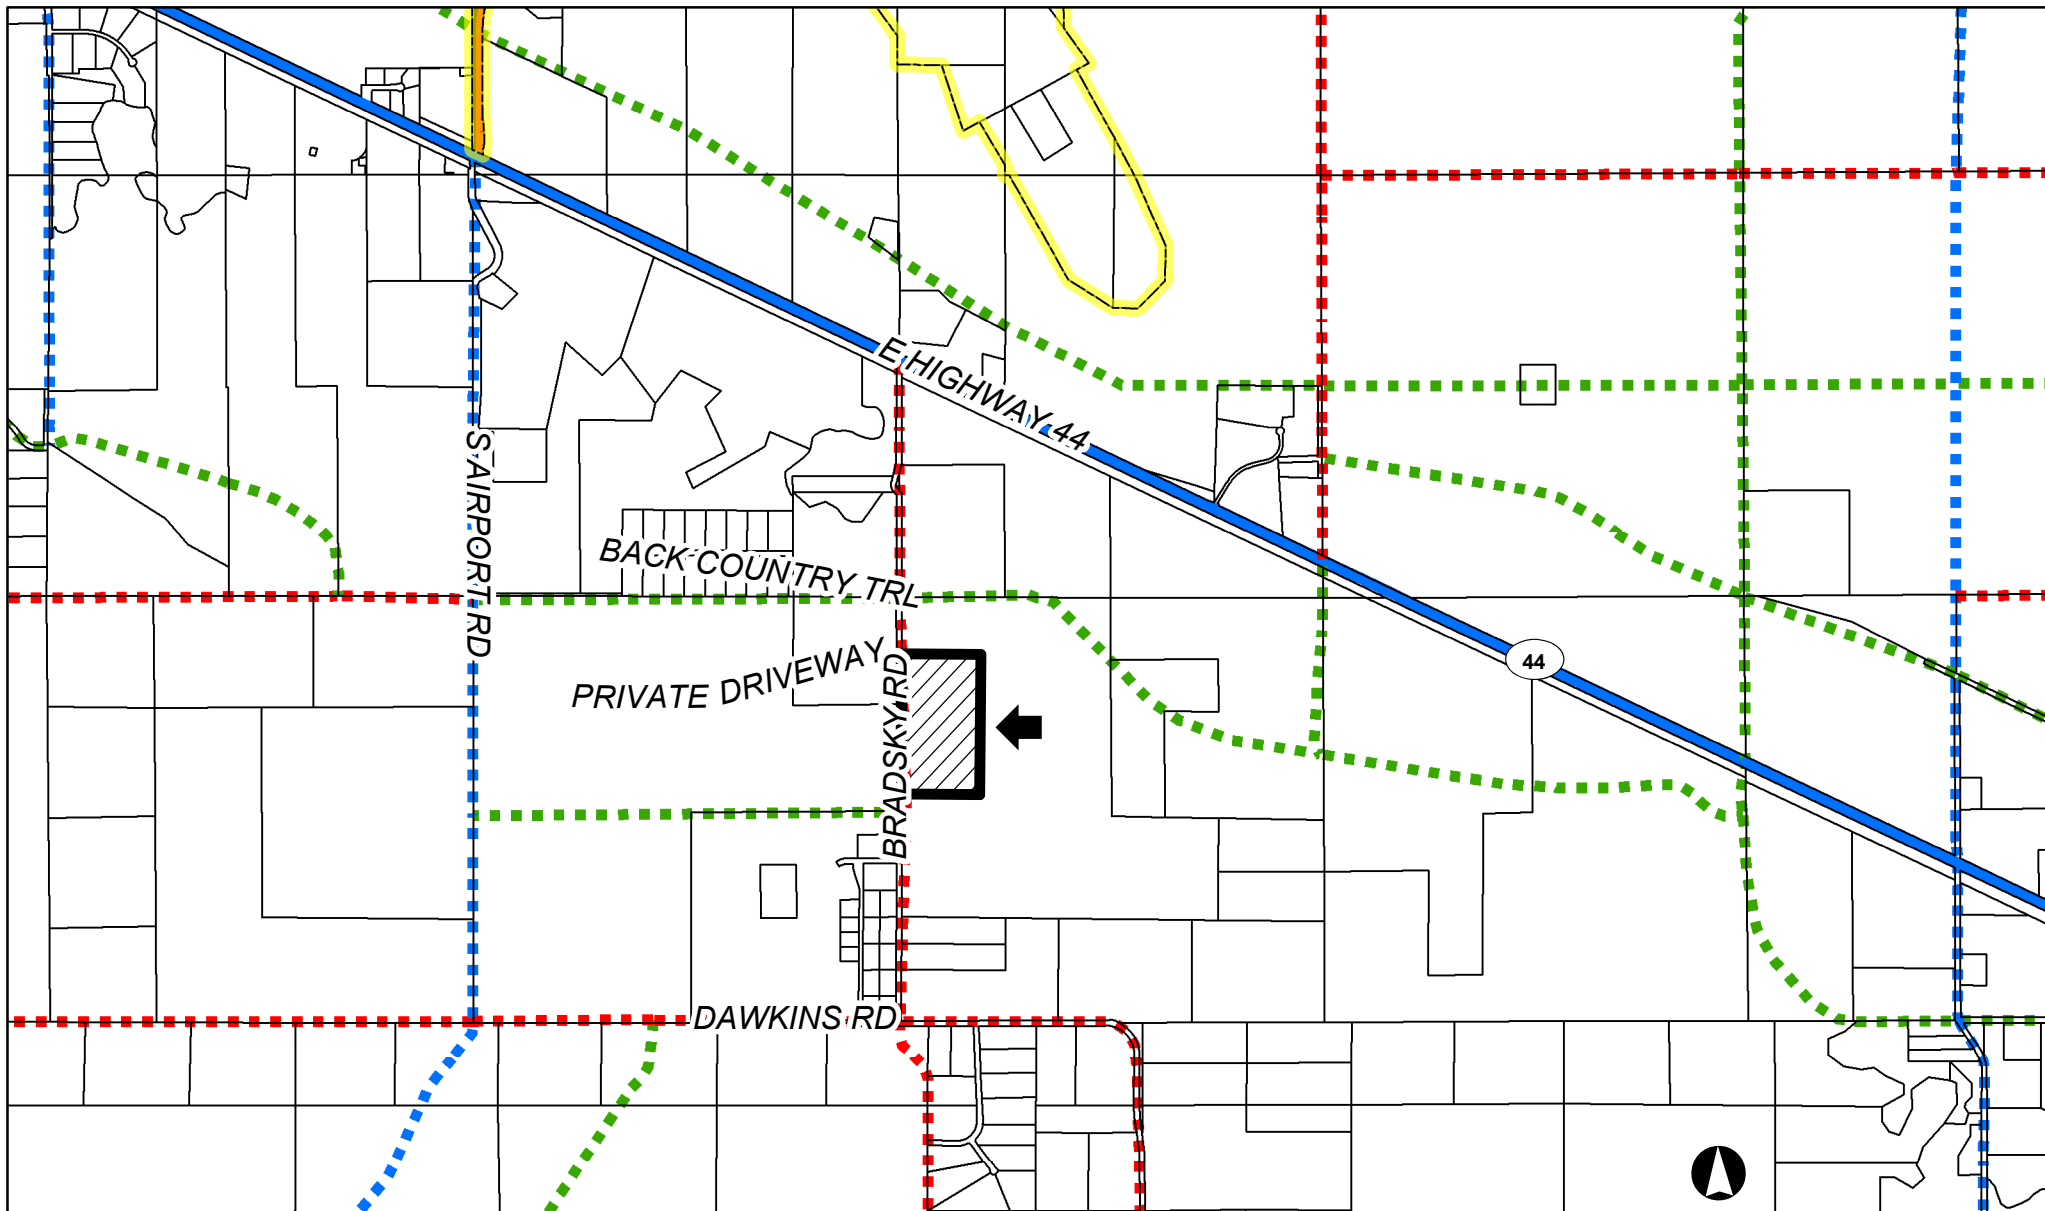 E HIGHWAY 44
S AIRPORT RD
BACK COUNTRY TRL
PRIVATE DRIVEWAY
BRADSKY RD
44
DAWKINS RD